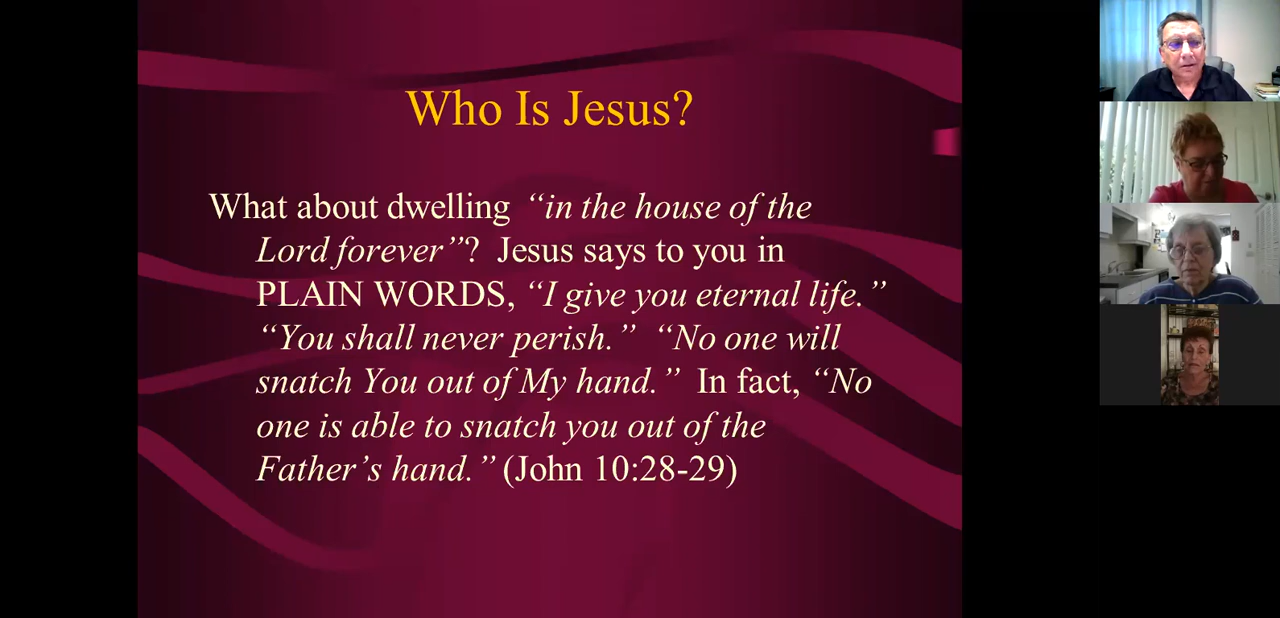 Who Is Jesus?
What about dwelling “in the house of the
Lord forever”? Jesus says to you in
PLAIN WORDS, “I give you eternal life.”
“You shall never perish.” “No one will
snatch You out of My hand.” In fact, “No
one is able to snatch you out of the
Father’s hand.” (John 10:28-29)